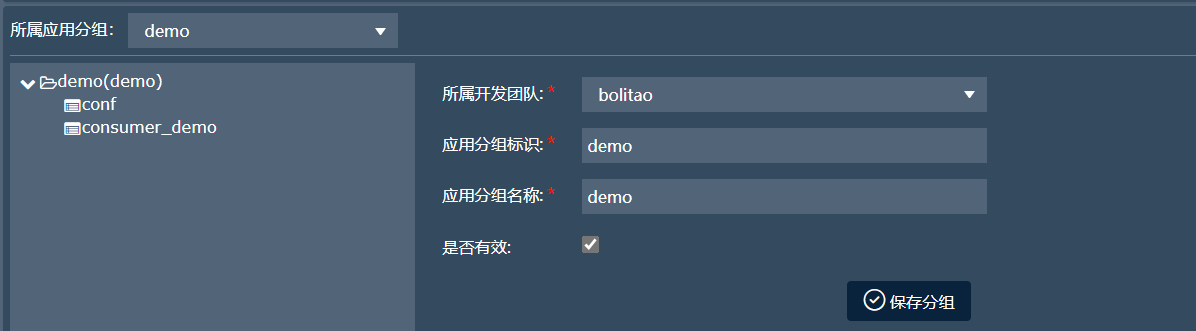 所属应用分组： demo
demo(demo)
conf
consumer_demo
所属开发团队: * bolitao
应用分组标识: * demo
应用分组名称: * demo
是否有效:
保存分组